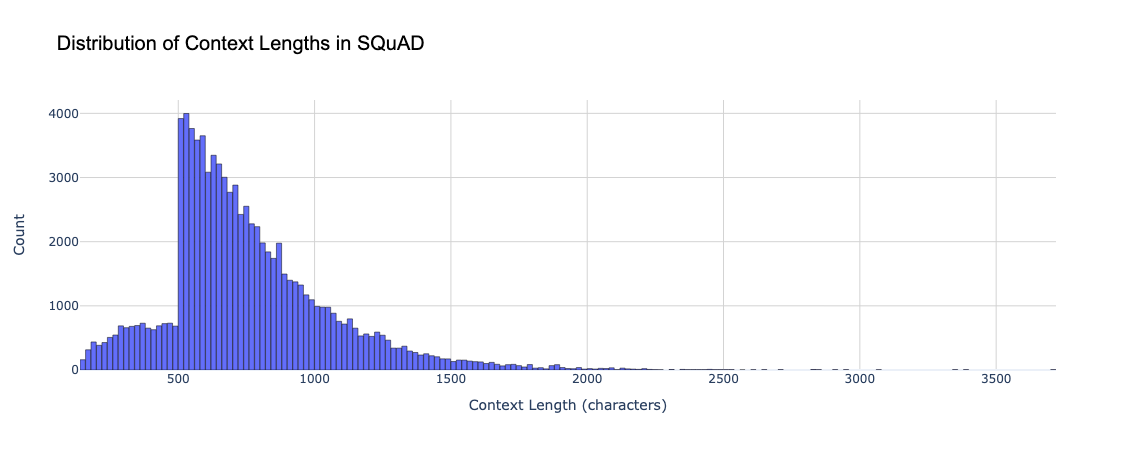 Distribution of Context Lengths in SQuAD
4000
3000
2000
1000
0
Count
500 1000 1500 2000 2500 3000 3500
Context Length (characters)